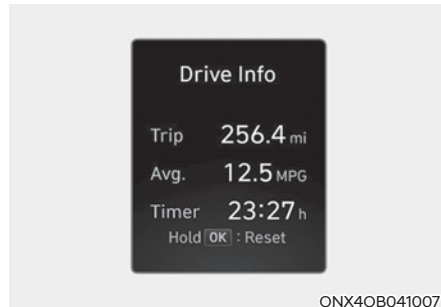 Drive Info
Trip 256.4 mi
Avg. 12.5 MPG
Timer 23:27 h
Hold OK : Reset
ONX4OB041007